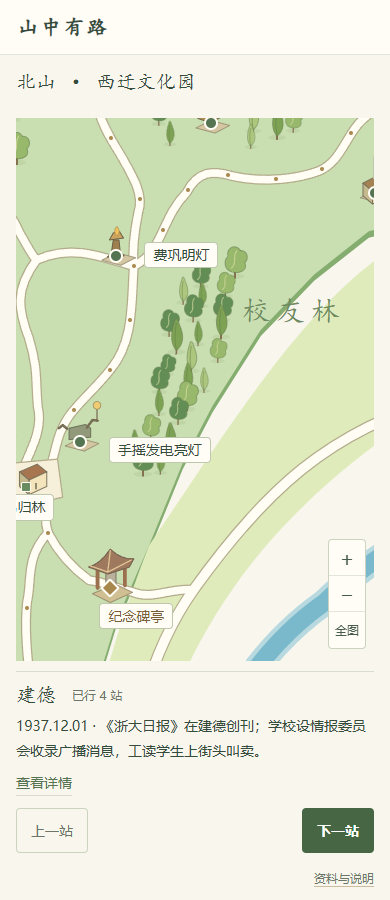 山中有路
北山 • 西迁文化园
费巩明灯
校友林
手摇发电亮灯
归林
纪念碑亭
+
−
全图
建德 已行 4 站
1937.12.01 · 《浙大日报》在建德创刊；学校设情报委员
会收录广播消息，工读学生上街头叫卖。
查看详情
上一站 下一站
资料与说明